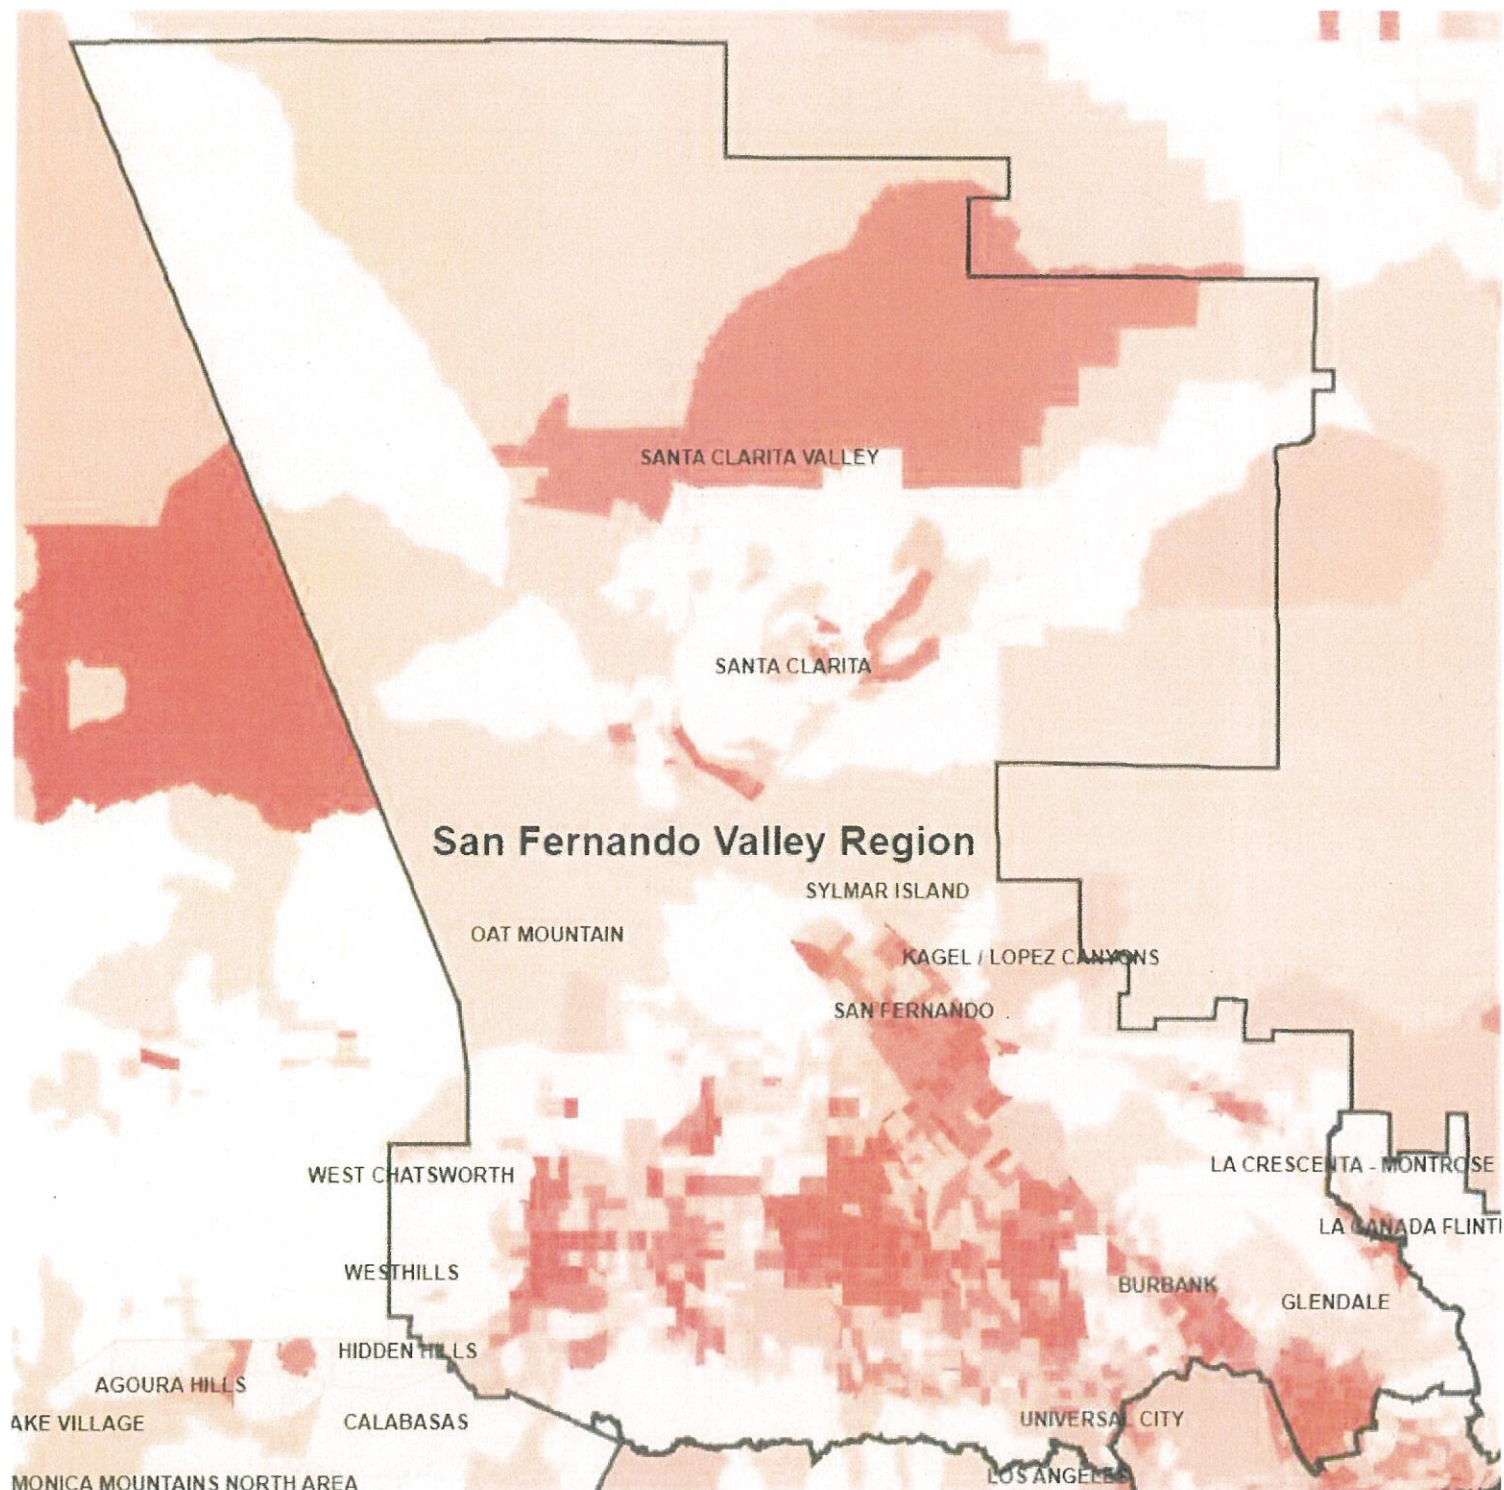 SANTA CLARITA VALLEY
SANTA CLARITA
San Fernando Valley Region
SYLMAR ISLAND
OAT MOUNTAIN
KAGEL / LOPEZ CANYONS
SAN FERNANDO
WEST CHATSWORTH
LA CRESCENTA - MONTROSE
LA CANADA FLINTI
WESTHILLS
BURBANK
GLENDALE
HIDDEN HILLS
AGOURA HILLS
AKE VILLAGE
CALABASAS
UNIVERSAL CITY
LOS ANGELES
MONICA MOUNTAINS NORTH AREA